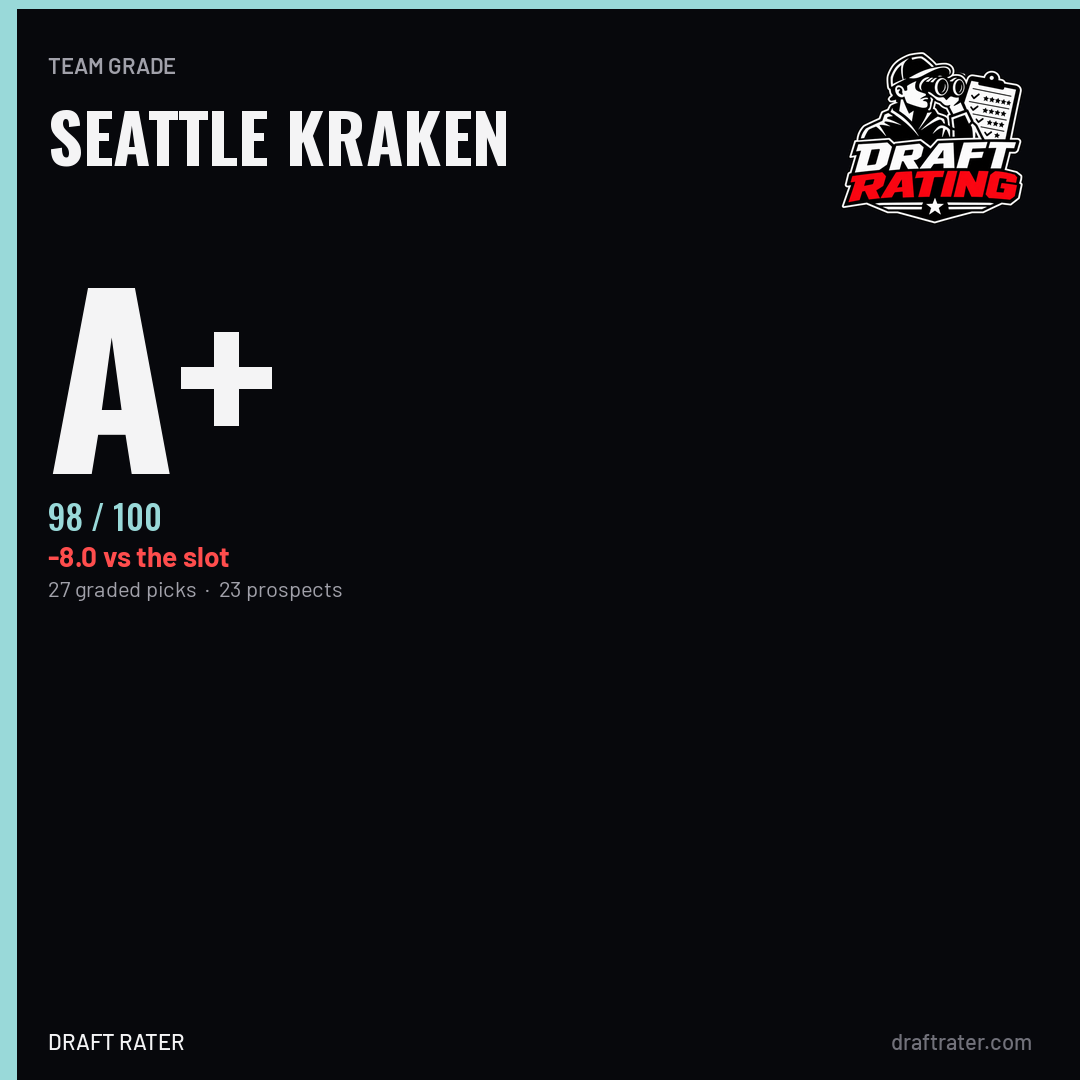 TEAM GRADE
SEATTLE KRAKEN
DRAFT
RATING
A+
98 / 100
-8.0 vs the slot
27 graded picks · 23 prospects
DRAFT RATER
draftrater.com